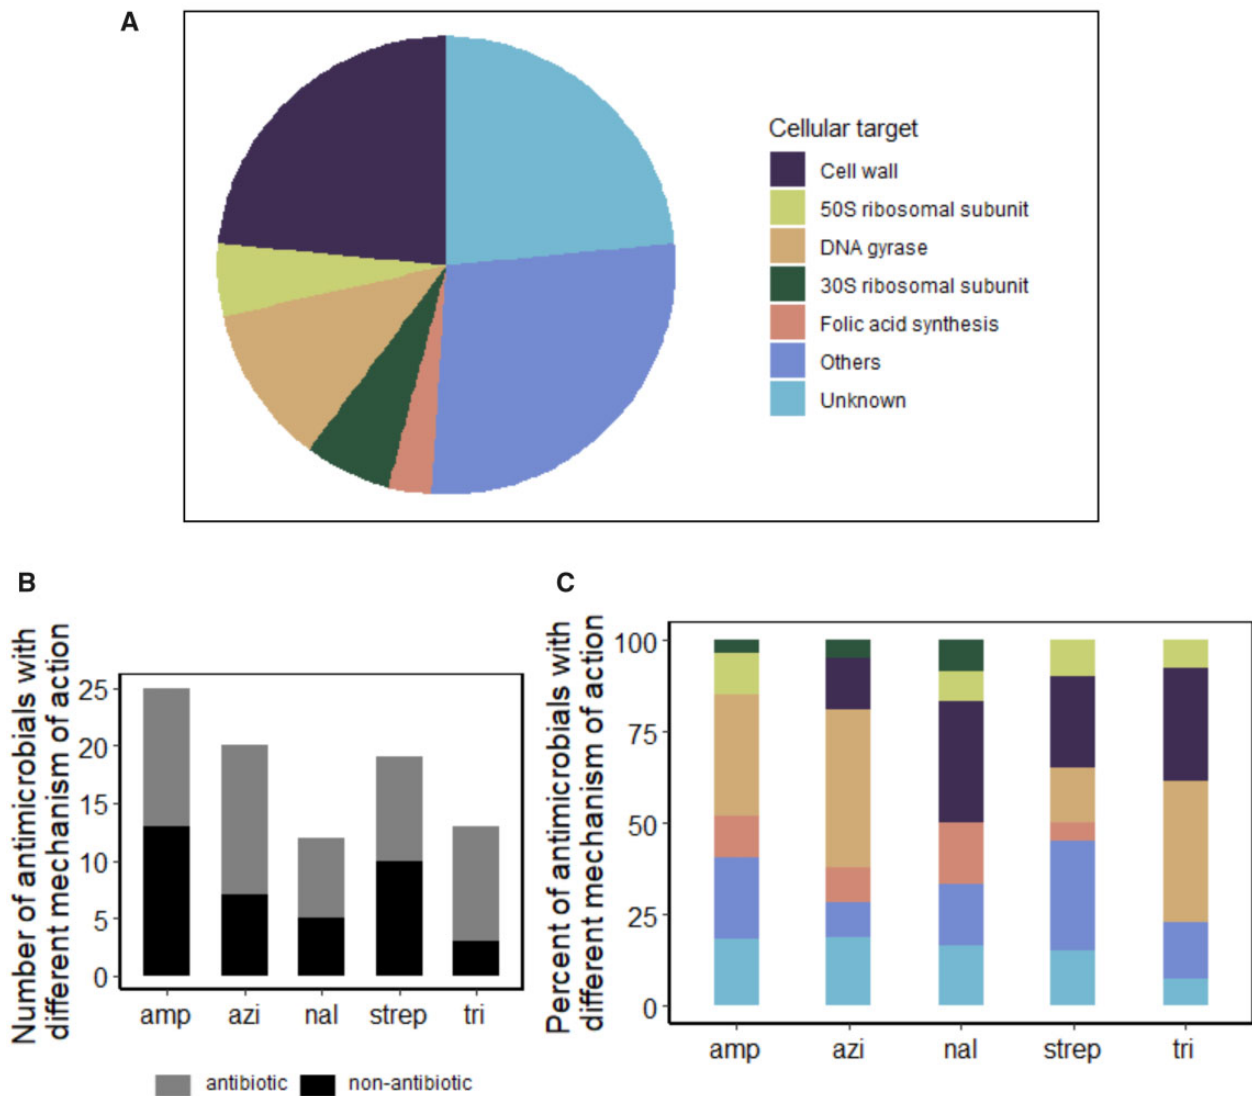 A
Cellular target
Cell wall
50S ribosomal subunit
DNA gyrase
30S ribosomal subunit
Folic acid synthesis
Others
Unknown
B
Number of antimicrobials with
different mechanism of action
25
20
15
10
5
0
amp azi nal strep tri
antibiotic non-antibiotic
C
Percent of antimicrobials with
different mechanism of action
100
75
50
25
0
amp azi nal strep tri